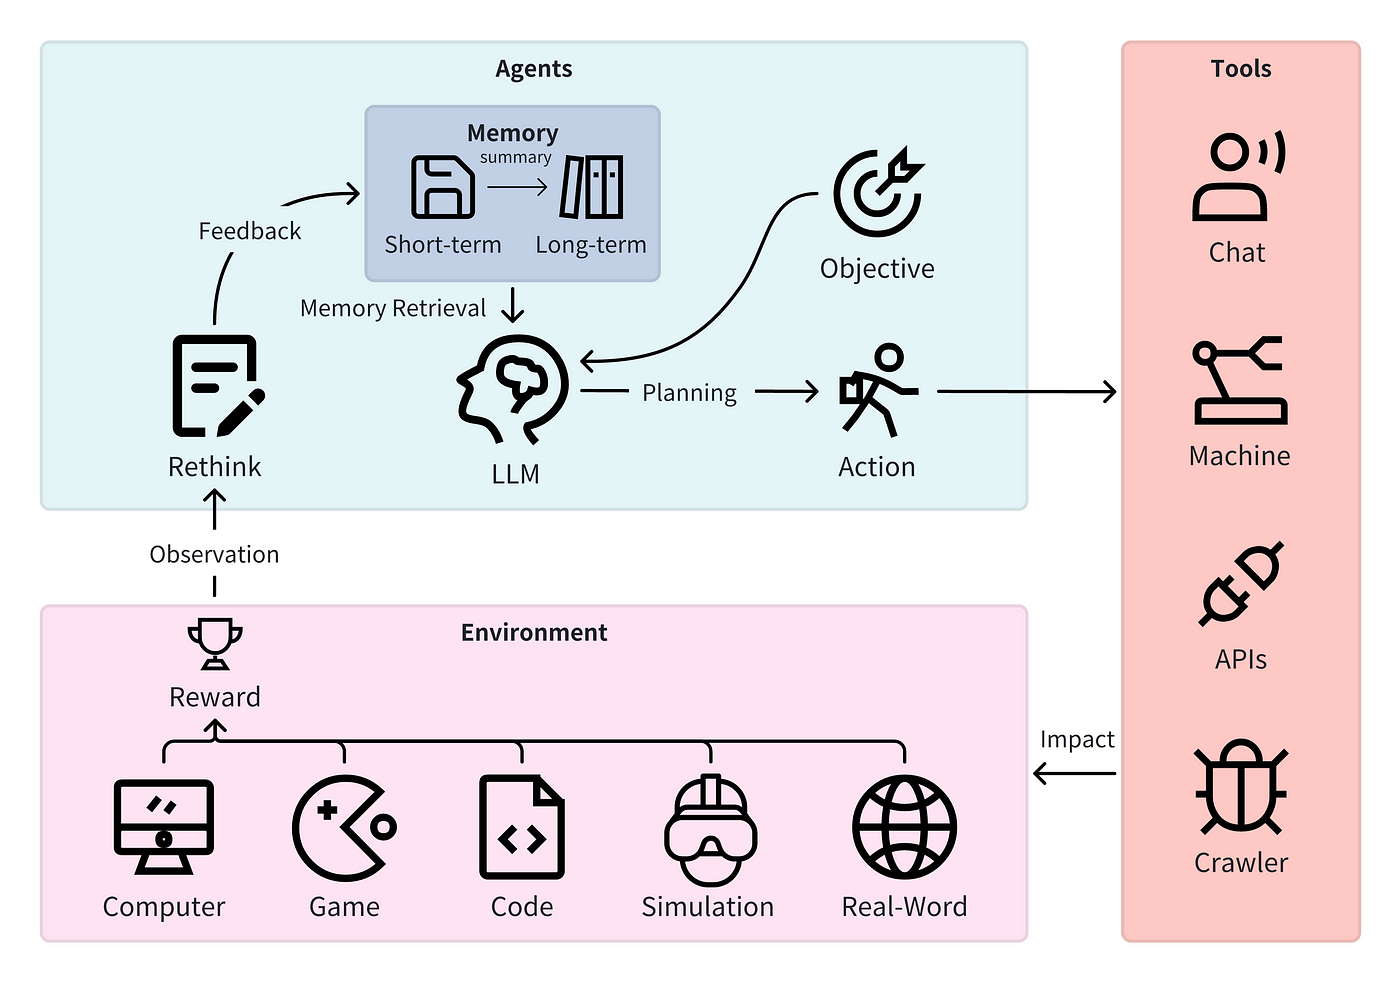 Agents
Memory
summary
Short-term
Long-term
Feedback
Objective
Memory Retrieval
Planning
Rethink
LLM
Action
Observation
Environment
Reward
Computer
Game
Code
Simulation
Real-Word
Impact
Tools
Chat
Machine
APIs
Crawler